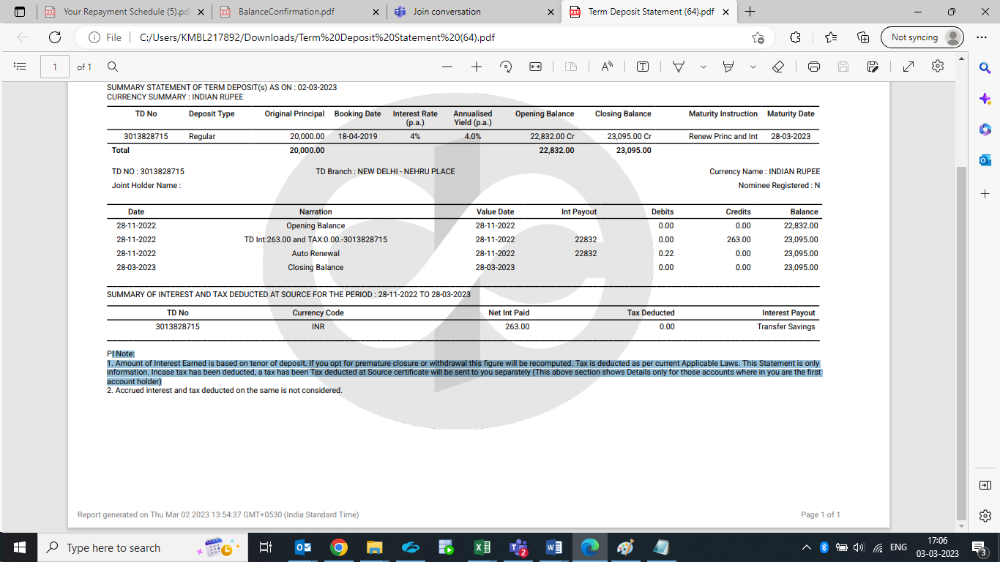 Your Repayment Schedule (5).pd
BalanceConfirmation.pdf
Join conversation
Term Deposit Statement (64).pdf
File
C:/Users/KMBL217892/Downloads/Term%20Deposit%20Statement%20(64).pdf
Not syncing
1 of 1
SUMMARY STATEMENT OF TERM DEPOSIT(s) AS ON : 02-03-2023
CURRENCY SUMMARY : INDIAN RUPEE
TD No Deposit Type Original Principal Booking Date Interest Rate (p.a.) Annualised Yield (p.a.) Opening Balance Closing Balance Maturity Instruction Maturity Date
3013828715 Regular 20,000.00 18-04-2019 4% 4.0% 22,832.00 Cr 23,095.00 Cr Renew Princ and Int 28-03-2023
Total 20,000.00 22,832.00 23,095.00
TD NO : 3013828715 TD Branch : NEW DELHI - NEHRU PLACE Currency Name : INDIAN RUPEE
Joint Holder Name : Nominee Registered : N
Date Narration Value Date Int Payout Debits Credits Balance
28-11-2022 Opening Balance 28-11-2022 0.00 0.00 22,832.00
28-11-2022 TD Int:263.00 and TAX:0.00.-3013828715 28-11-2022 22832 0.00 263.00 23,095.00
28-11-2022 Auto Renewal 28-11-2022 22832 0.22 0.00 23,095.00
28-03-2023 Closing Balance 28-03-2023 0.00 0.00 23,095.00
SUMMARY OF INTEREST AND TAX DEDUCTED AT SOURCE FOR THE PERIOD : 28-11-2022 TO 28-03-2023
TD No Currency Code Net Int Paid Tax Deducted Interest Payout
3013828715 INR 263.00 0.00 Transfer Savings
Pl Note:
1. Amount of Interest Earned is based on tenor of deposit. If you opt for premature closure or withdrawal this figure will be recomputed. Tax is deducted as per current Applicable Laws. This Statement is only
information. Incase tax has been deducted, a tax has been Tax deducted at Source certificate will be sent to you separately (This above section shows Details only for those accounts where in you are the first
account holder)
2. Accrued interest and tax deducted on the same is not considered.
Report generated on Thu Mar 02 2023 13:54:37 GMT+0530 (India Standard Time) Page 1 of 1
Type here to search
2
ENG
17:06
03-03-2023
3